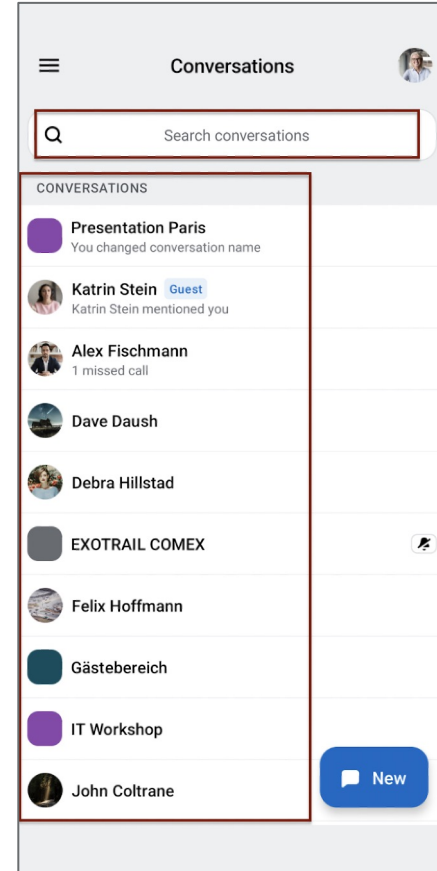 Conversations
Search conversations
CONVERSATIONS
Presentation Paris
You changed conversation name
Katrin Stein Guest
Katrin Stein mentioned you
Alex Fischmann
1 missed call
Dave Daush
Debra Hillstad
EXOTRAIL COMEX
Felix Hoffmann
Gästebereich
IT Workshop
New
John Coltrane